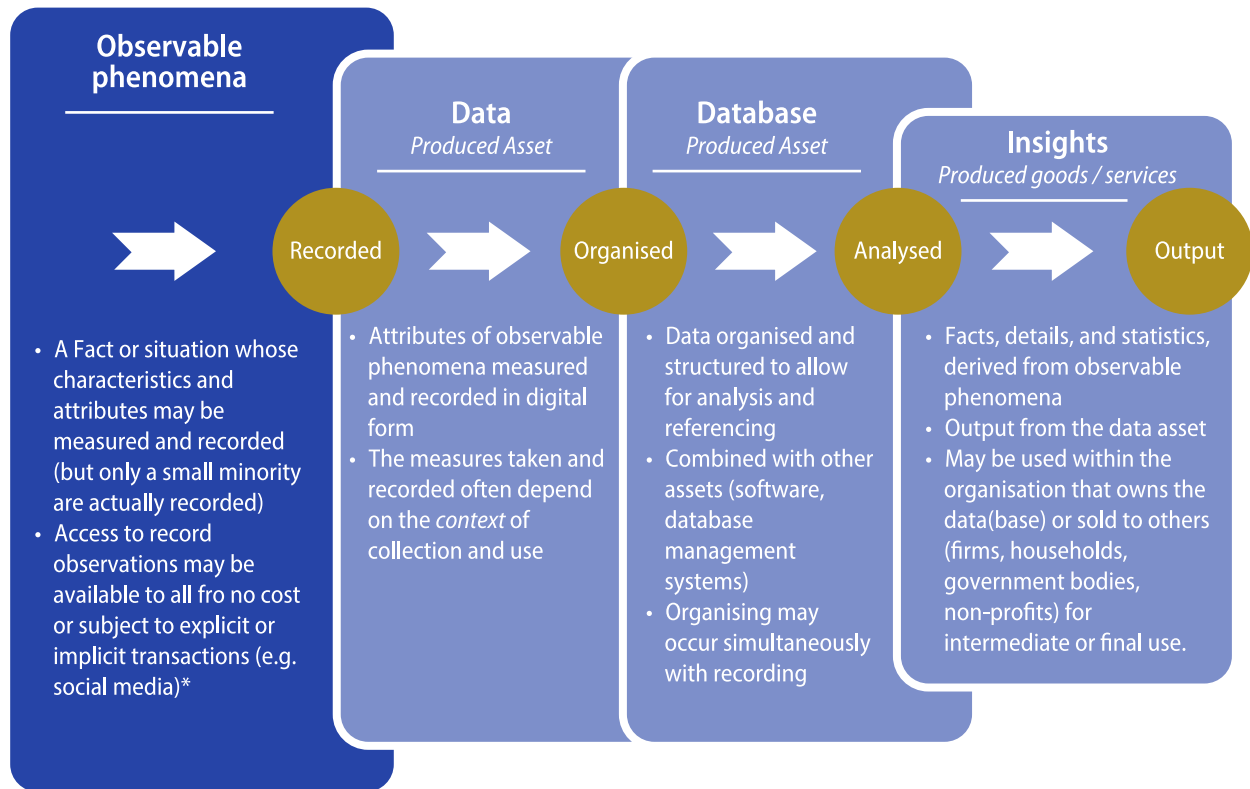 Observable
phenomena
Data
Produced Asset
Database
Produced Asset
Insights
Produced goods / services
Recorded
Organised
Analysed
Output
• A Fact or situation whose
characteristics and
attributes may be
measured and recorded
(but only a small minority
are actually recorded)
• Access to record
observations may be
available to all fro no cost
or subject to explicit or
implicit transactions (e.g.
social media)*
• Attributes of observable
phenomena measured
and recorded in digital
form
• The measures taken and
recorded often depend
on the context of
collection and use
• Data organised and
structured to allow
for analysis and
referencing
• Combined with other
assets (software,
database
management
systems)
• Organising may
occur simultaneously
with recording
• Facts, details, and statistics,
derived from observable
phenomena
• Output from the data asset
• May be used within the
organisation that owns the
data(base) or sold to others
(firms, households,
government bodies,
non-profits) for
intermediate or final use.